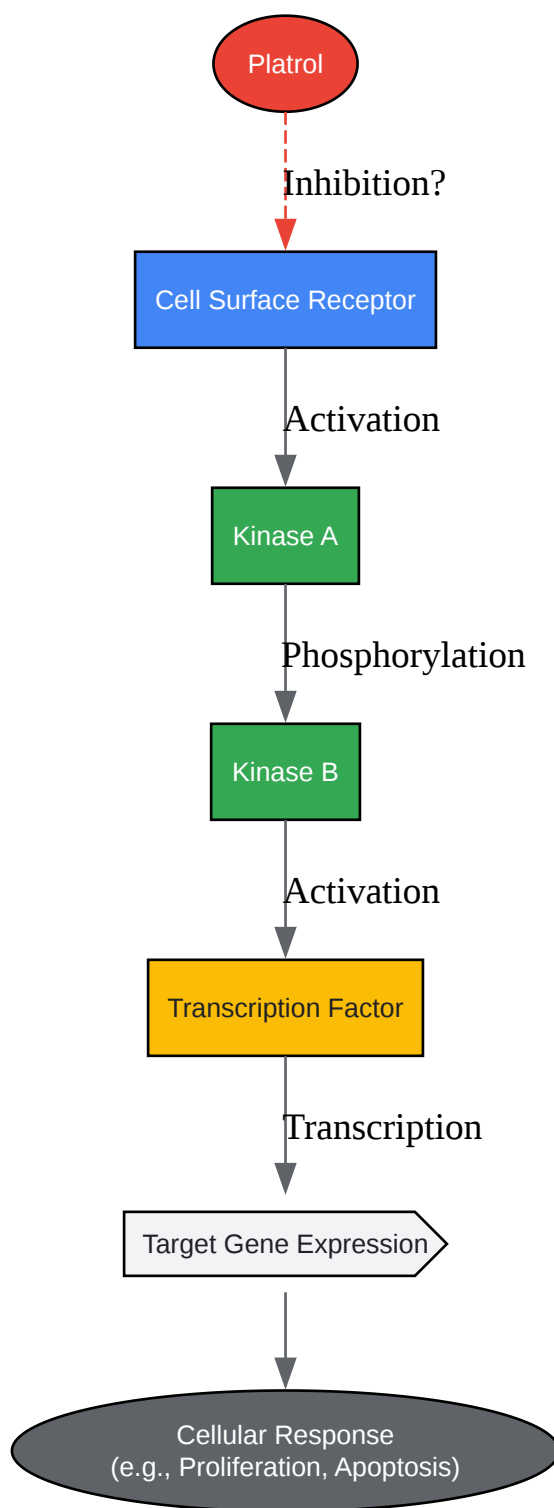 Platrol
Inhibition?
Cell Surface Receptor
Activation
Kinase A
Phosphorylation
Kinase B
Activation
Transcription Factor
Transcription
Target Gene Expression
Cellular Response
(e.g., Proliferation, Apoptosis)